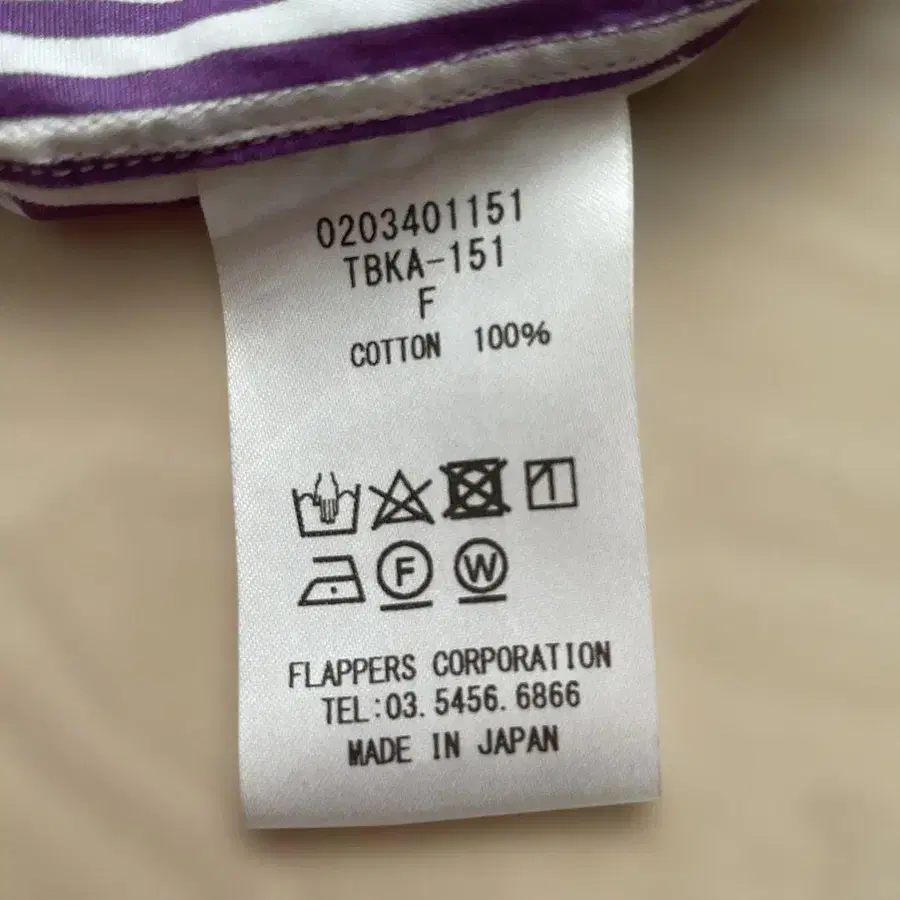 0203401151
TBKA-151
F
COTTON 100%
F W
FLAPPERS CORPORATION
TEL:03.5456.6866
MADE IN JAPAN